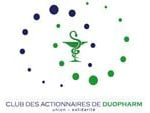 CLUB DES ACTIONNAIRES DE DUOPHARM
union - solidarité